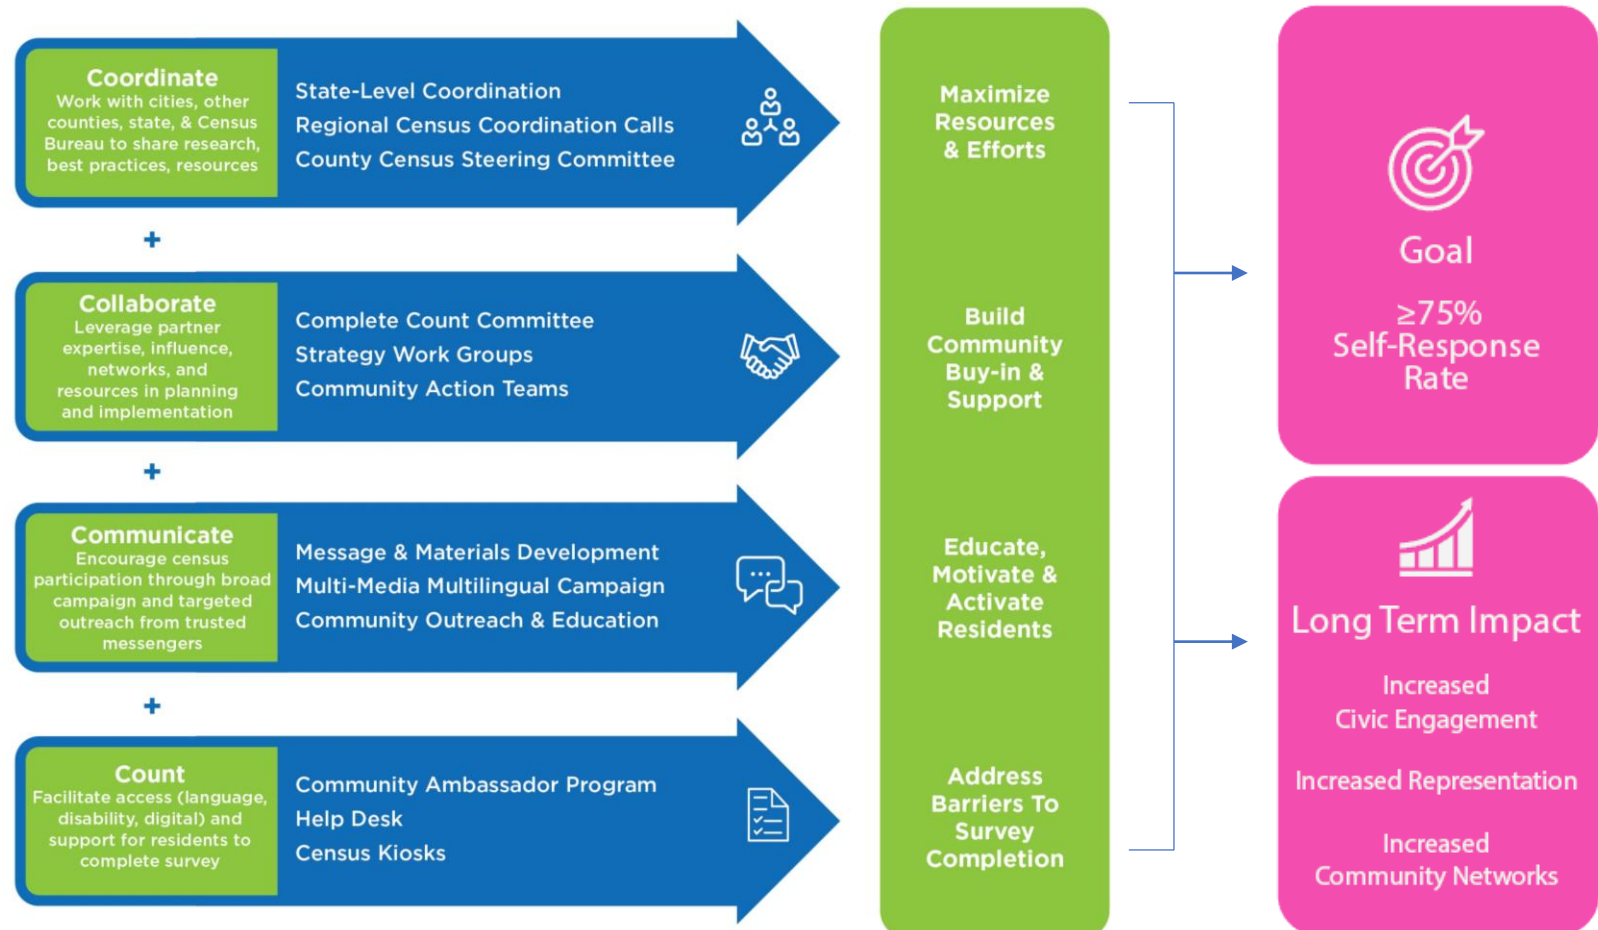 Coordinate
Work with cities, other
counties, state, & Census
Bureau to share research,
best practices, resources
State-Level Coordination
Regional Census Coordination Calls
County Census Steering Committee
+
Collaborate
Leverage partner
expertise, influence,
networks, and
resources in planning
and implementation
Complete Count Committee
Strategy Work Groups
Community Action Teams
+
Communicate
Encourage census
participation through broad
campaign and targeted
outreach from trusted
messengers
Message & Materials Development
Multi-Media Multilingual Campaign
Community Outreach & Education
+
Count
Facilitate access (language,
disability, digital) and
support for residents to
complete survey
Community Ambassador Program
Help Desk
Census Kiosks
Maximize
Resources
& Efforts
Build
Community
Buy-in &
Support
Educate,
Motivate &
Activate
Residents
Address
Barriers To
Survey
Completion
Goal
≥75%
Self-Response
Rate
Long Term Impact
Increased
Civic Engagement
Increased Representation
Increased
Community Networks